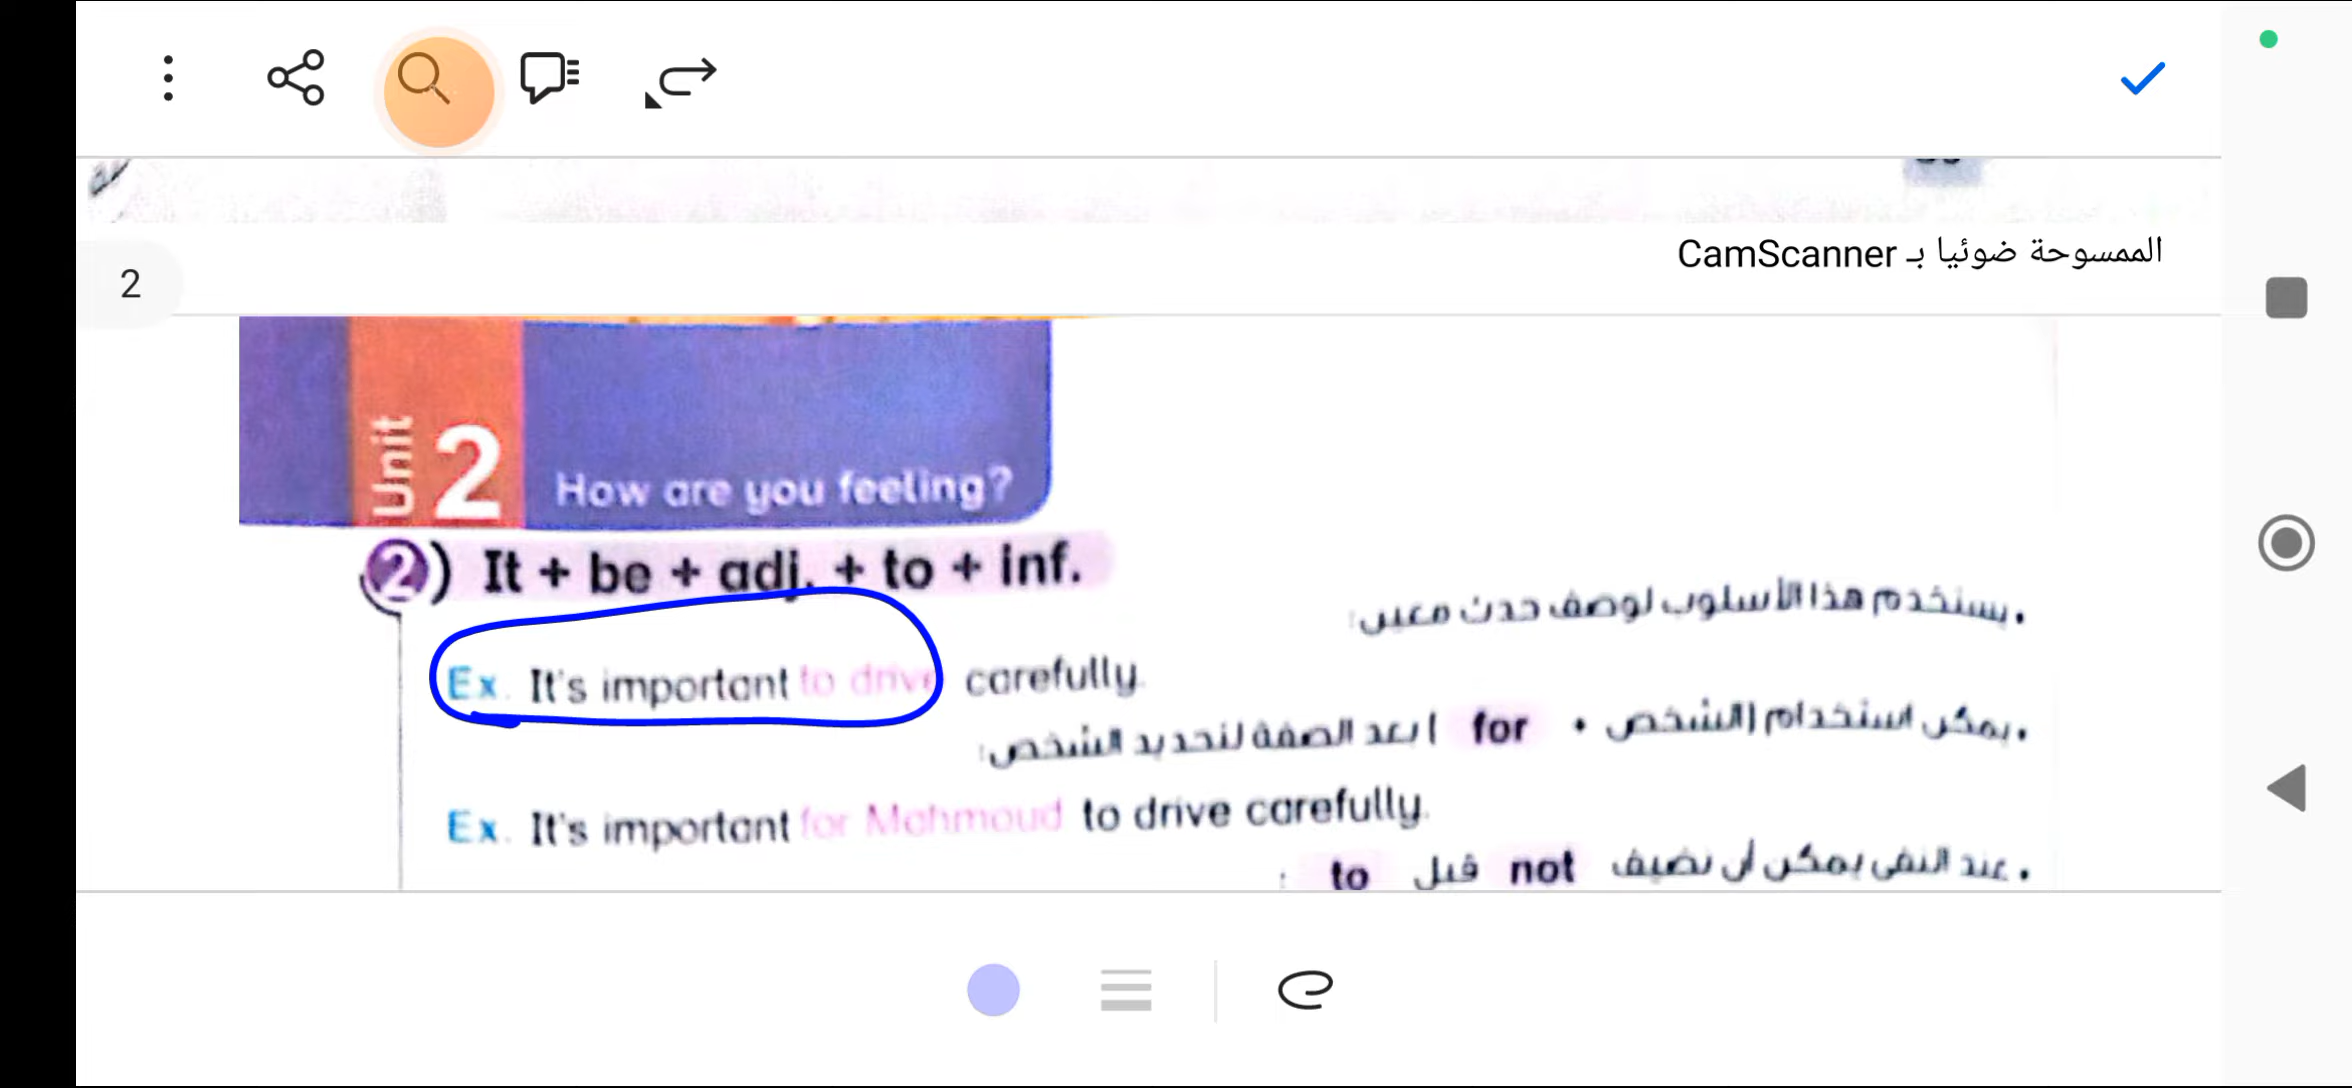 الممسوحة ضوئيا بـ CamScanner
2
Unit 2 How are you feeling?
2) It + be + adj. + to + inf.
. يستخدم هذا الأسلوب لوصف حدث معين:
Ex. It's important to drive carefully.
. يمكن استخدام (الشخص + for) بعد الصفة لتحديد الشخص:
Ex. It's important for Mahmoud to drive carefully.
. عند النفى يمكن أن نضيف not قبل to :